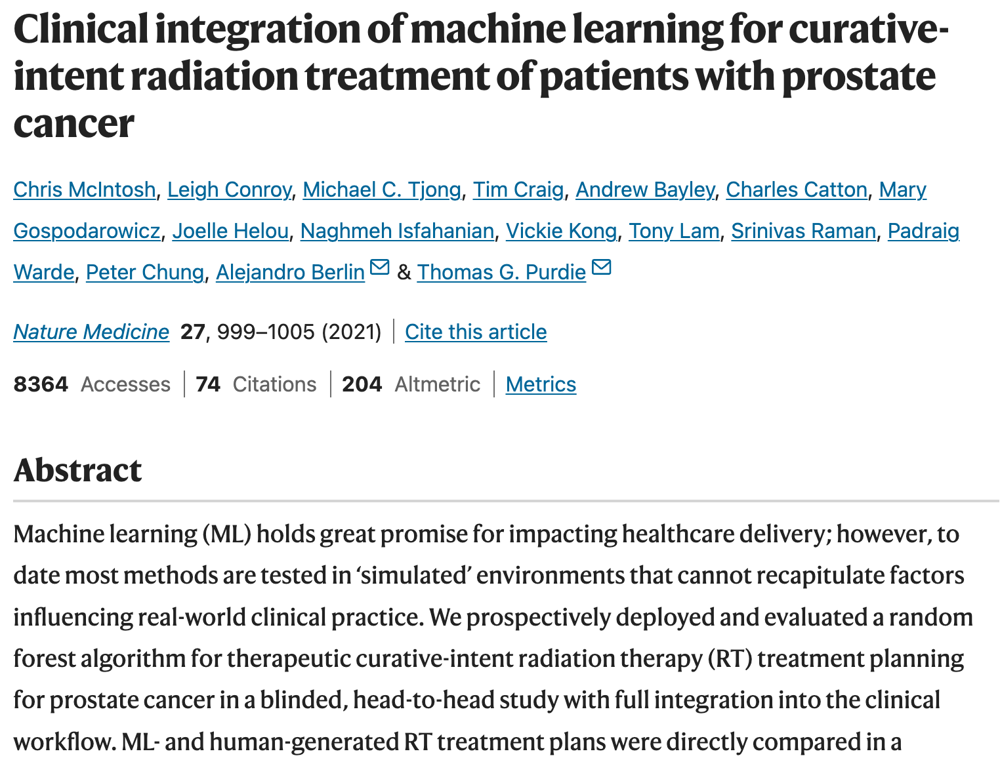 Clinical integration of machine learning for curative-
intent radiation treatment of patients with prostate
cancer
Chris McIntosh, Leigh Conroy, Michael C. Tjong, Tim Craig, Andrew Bayley, Charles Catton, Mary
Gospodarowicz, Joelle Helou, Naghmeh Isfahanian, Vickie Kong, Tony Lam, Srinivas Raman, Padraig
Warde, Peter Chung, Alejandro Berlin & Thomas G. Purdie
Nature Medicine 27, 999–1005 (2021) | Cite this article
8364 Accesses | 74 Citations | 204 Altmetric | Metrics
Abstract
Machine learning (ML) holds great promise for impacting healthcare delivery; however, to
date most methods are tested in ‘simulated’ environments that cannot recapitulate factors
influencing real-world clinical practice. We prospectively deployed and evaluated a random
forest algorithm for therapeutic curative-intent radiation therapy (RT) treatment planning
for prostate cancer in a blinded, head-to-head study with full integration into the clinical
workflow. ML- and human-generated RT treatment plans were directly compared in a